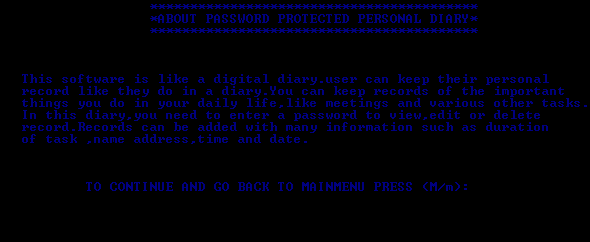 *****************************************
*ABOUT PASSWORD PROTECTED PERSONAL DIARY*
*****************************************
This software is like a digital diary.user can keep their personal
record like they do in a diary.You can keep records of the important
things you do in your daily life.like meetings and various other tasks.
In this diary.you need to enter a password to view.edit or delete
record.Records can be added with many information such as duration
of task .name address.time and date.
TO CONTINUE AND GO BACK TO MAINMENU PRESS (M/m):